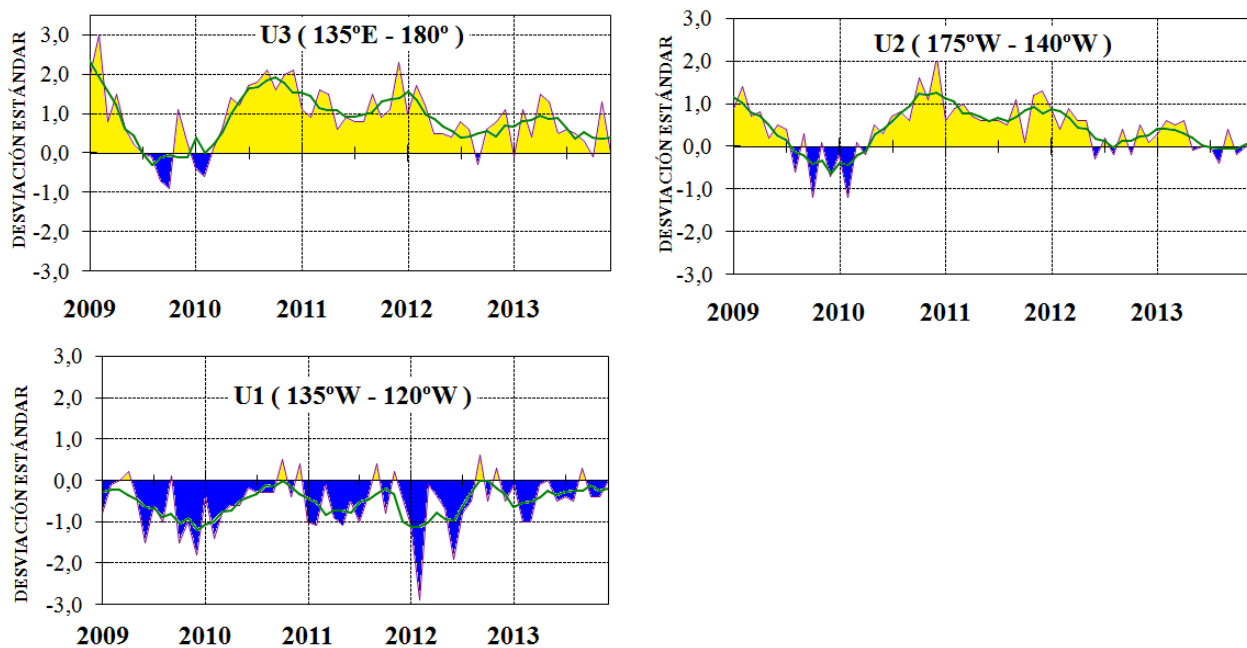 U3 ( 135ºE - 180º )
DESVIACIÓN ESTÁNDAR
3,0
2,0
1,0
0,0
-1,0
-2,0
-3,0
2009 2010 2011 2012 2013
U2 ( 175ºW - 140ºW )
DESVIACIÓN ESTÁNDAR
3,0
2,0
1,0
0,0
-1,0
-2,0
-3,0
2009 2010 2011 2012 2013
U1 ( 135ºW - 120ºW )
DESVIACIÓN ESTÁNDAR
3,0
2,0
1,0
0,0
-1,0
-2,0
-3,0
2009 2010 2011 2012 2013